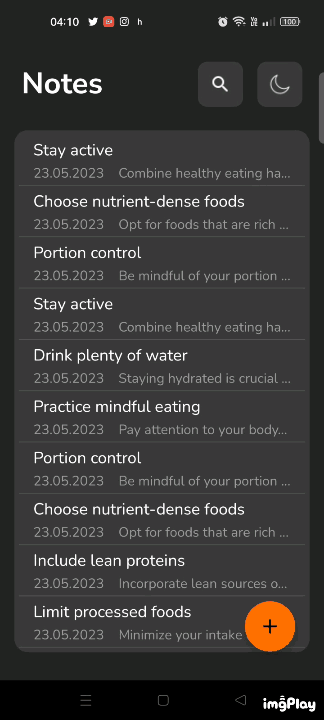 04:10 h 100
Notes
Stay active
23.05.2023 Combine healthy eating ha...
Choose nutrient-dense foods
23.05.2023 Opt for foods that are rich ...
Portion control
23.05.2023 Be mindful of your portion ...
Stay active
23.05.2023 Combine healthy eating ha...
Drink plenty of water
23.05.2023 Staying hydrated is crucial ...
Practice mindful eating
23.05.2023 Pay attention to your body...
Portion control
23.05.2023 Be mindful of your portion ...
Choose nutrient-dense foods
23.05.2023 Opt for foods that are rich ...
Include lean proteins
23.05.2023 Incorporate lean sources o...
Limit processed foods
23.05.2023 Minimize your intake
imgPlay